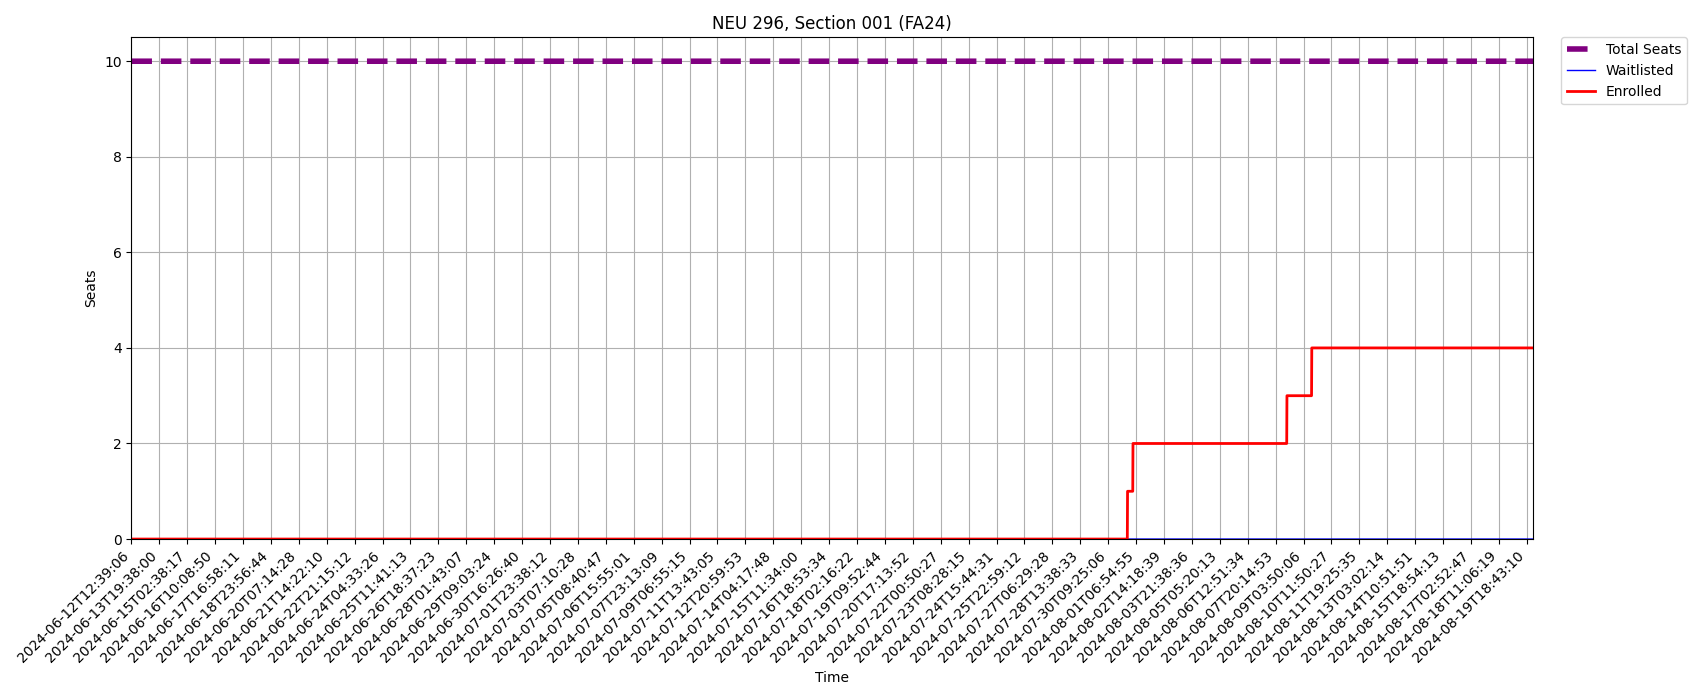 NEU 296, Section 001 (FA24)
Total Seats
Waitlisted
Enrolled
10
8
6
4
2
0
Seats
2024-06-12T12:39:06
2024-06-13T19:38:00
2024-06-15T02:38:17
2024-06-16T10:08:50
2024-06-17T16:58:11
2024-06-18T23:56:44
2024-06-20T07:14:28
2024-06-21T14:22:10
2024-06-22T21:15:12
2024-06-24T04:33:26
2024-06-25T11:41:13
2024-06-26T18:37:23
2024-06-28T01:43:07
2024-06-29T09:03:24
2024-06-30T16:26:40
2024-07-01T23:38:12
2024-07-03T07:10:28
2024-07-05T08:40:47
2024-07-06T15:55:01
2024-07-07T23:13:09
2024-07-09T06:55:15
2024-07-11T13:43:05
2024-07-12T20:59:53
2024-07-14T04:17:48
2024-07-15T11:34:00
2024-07-16T18:53:34
2024-07-18T02:16:22
2024-07-19T09:52:44
2024-07-20T17:13:52
2024-07-22T00:50:27
2024-07-23T08:28:15
2024-07-24T15:44:31
2024-07-25T22:59:12
2024-07-27T06:29:28
2024-07-28T13:38:33
2024-07-30T09:25:06
2024-08-01T06:54:55
2024-08-02T14:18:39
2024-08-03T21:38:36
2024-08-05T05:20:13
2024-08-06T12:51:34
2024-08-07T20:14:53
2024-08-09T03:50:06
2024-08-10T11:50:27
2024-08-11T19:25:35
2024-08-13T03:02:14
2024-08-14T10:51:51
2024-08-15T18:54:13
2024-08-17T02:52:47
2024-08-18T11:06:19
2024-08-19T18:43:10
Time